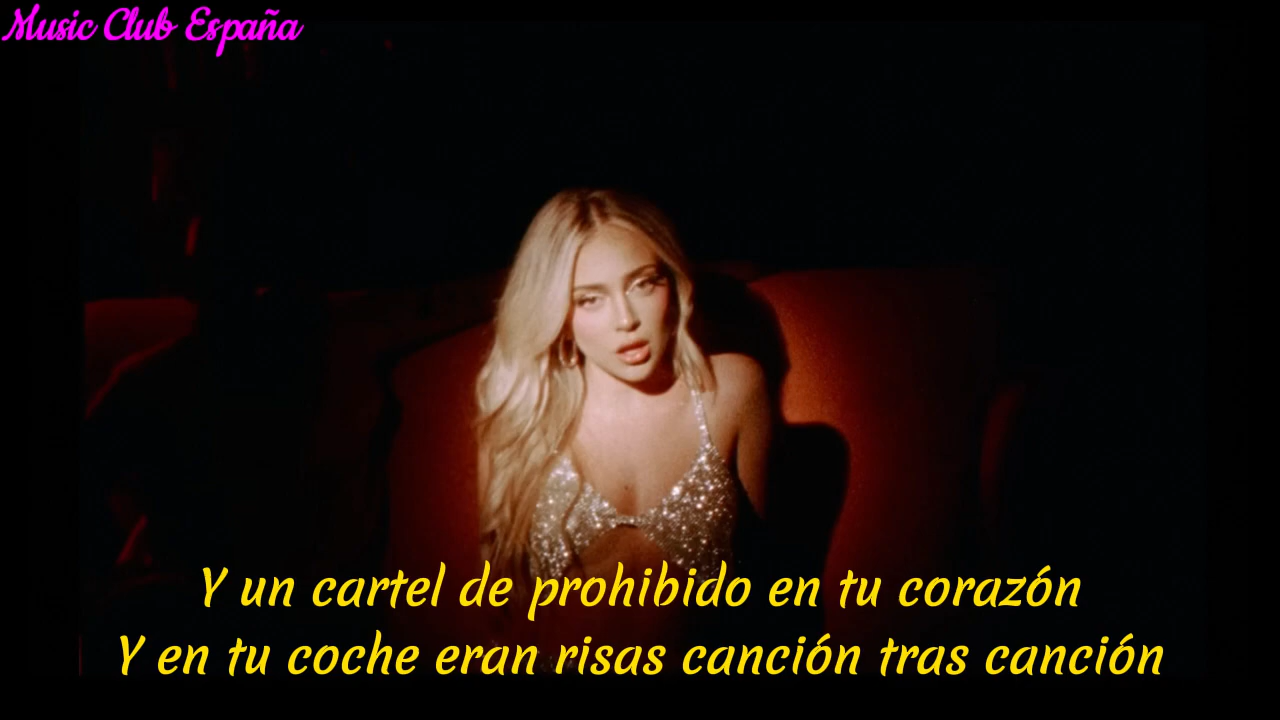 Music Club España
Y un cartel de prohibido en tu corazón
Y en tu coche eran risas canción tras canción